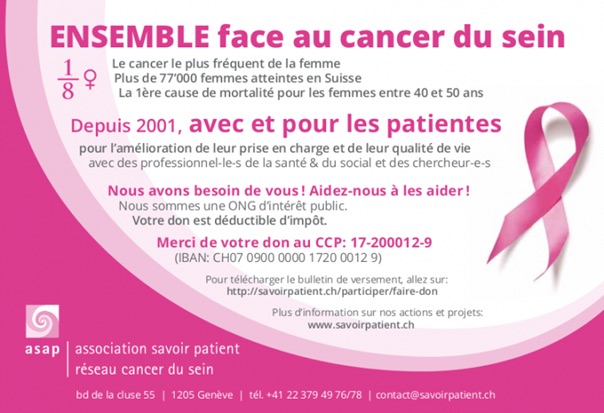 ENSEMBLE face au cancer du sein
1/8 ♀
Le cancer le plus fréquent de la femme
Plus de 77'000 femmes atteintes en Suisse
La 1ère cause de mortalité pour les femmes entre 40 et 50 ans
Depuis 2001, avec et pour les patientes
pour l'amélioration de leur prise en charge et de leur qualité de vie
avec des professionnel-le-s de la santé & du social et des chercheur-e-s
Nous avons besoin de vous ! Aidez-nous à les aider !
Nous sommes une ONG d'intérêt public.
Votre don est déductible d'impôt.
Merci de votre don au CCP: 17-200012-9
(IBAN: CH07 0900 0000 1720 0012 9)
Pour télécharger le bulletin de versement, allez sur:
http://savoirpatient.ch/participer/faire-don
Plus d'information sur nos actions et projets:
www.savoirpatient.ch
asap | association savoir patient
réseau cancer du sein
bd de la cluse 55 | 1205 Genève | tél. +41 22 379 49 76/78 | contact@savoirpatient.ch